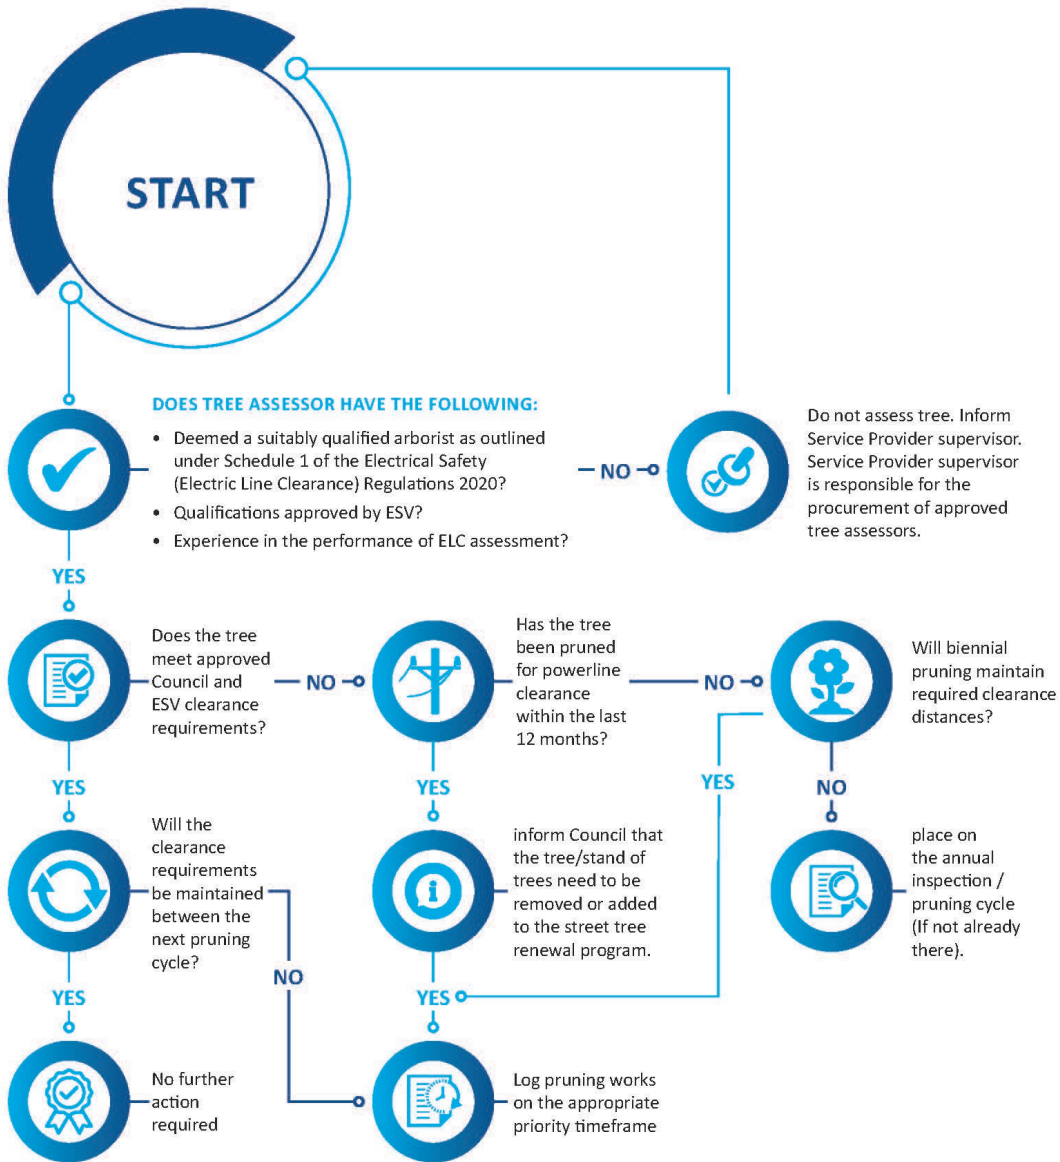 START
DOES TREE ASSESSOR HAVE THE FOLLOWING:
• Deemed a suitably qualified arborist as outlined
under Schedule 1 of the Electrical Safety
(Electric Line Clearance) Regulations 2020?
• Qualifications approved by ESV?
• Experience in the performance of ELC assessment?
NO
Do not assess tree. Inform
Service Provider supervisor.
Service Provider supervisor
is responsible for the
procurement of approved
tree assessors.
YES
Does the tree
meet approved
Council and
ESV clearance
requirements?
NO
Has the tree
been pruned
for powerline
clearance
within the last
12 months?
NO
Will biennial
pruning maintain
required clearance
distances?
YES
YES
YES
NO
Will the
clearance
requirements
be maintained
between the
next pruning
cycle?
inform Council that
the tree/stand of
trees need to be
removed or added
to the street tree
renewal program.
place on
the annual
inspection /
pruning cycle
(If not already
there).
NO
YES
YES
No further
action
required
Log pruning works
on the appropriate
priority timeframe